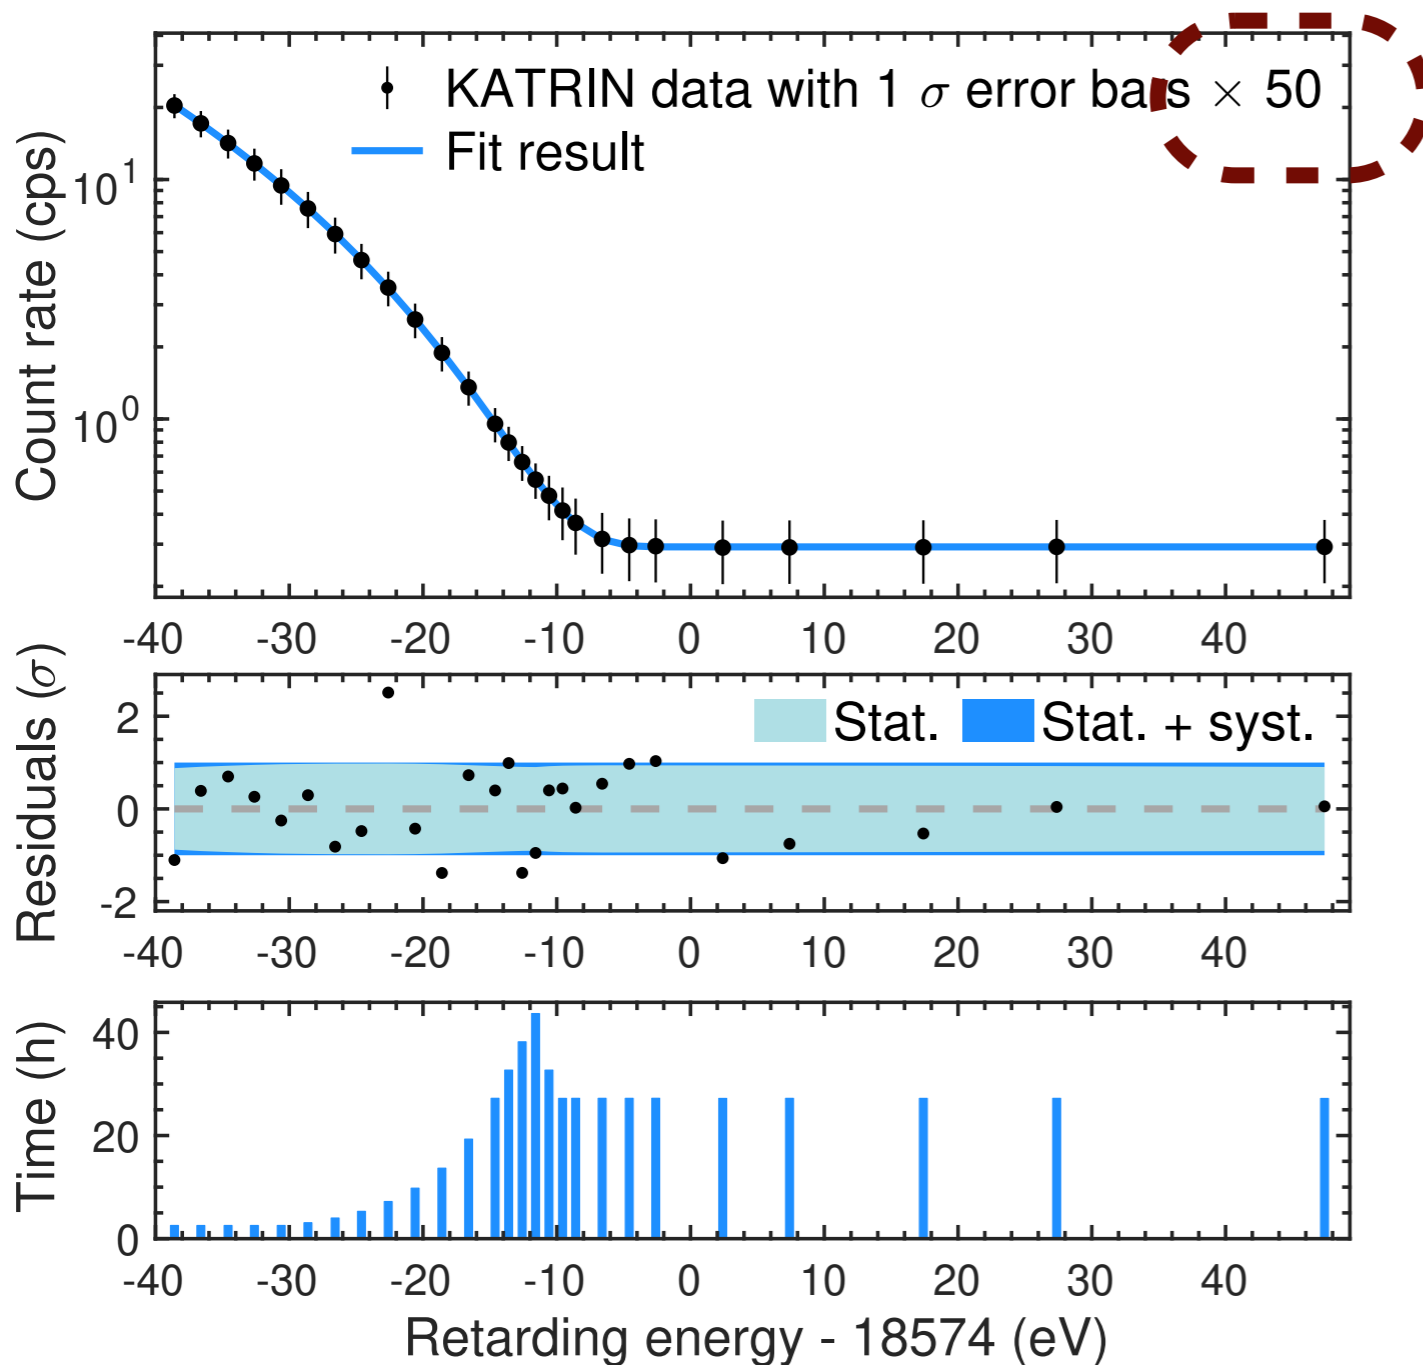 KATRIN data with 1 σ error bars × 50
Fit result
Count rate (cps)
10¹
10⁰
-40 -30 -20 -10 0 10 20 30 40
Residuals (σ)
Stat. Stat. + syst.
2
0
-2
-40 -30 -20 -10 0 10 20 30 40
Time (h)
40
20
0
-40 -30 -20 -10 0 10 20 30 40
Retarding energy - 18574 (eV)